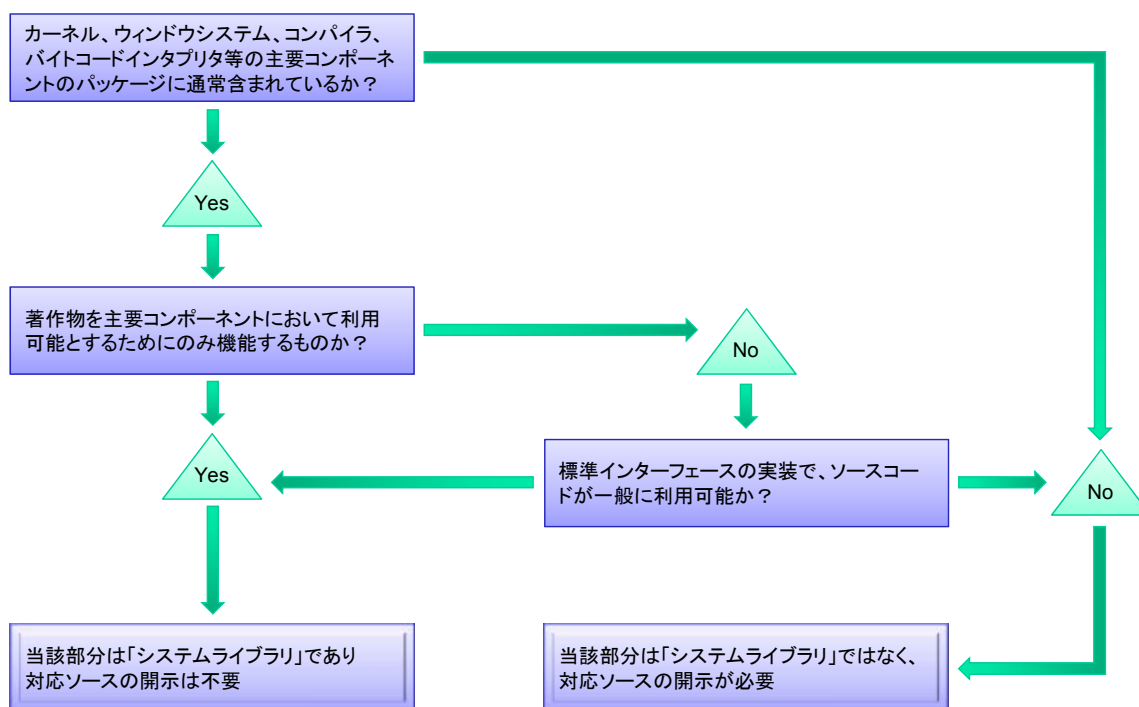 カーネル、ウィンドウシステム、コンパイラ、
バイトコードインタプリタ等の主要コンポーネ
ントのパッケージに通常含まれているか？
Yes
著作物を主要コンポーネントにおいて利用
可能とするためにのみ機能するものか？
No
Yes
標準インターフェースの実装で、ソースコー
ドが一般に利用可能か？
No
当該部分は「システムライブラリ」であり
対応ソースの開示は不要
当該部分は「システムライブラリ」ではなく、
対応ソースの開示が必要